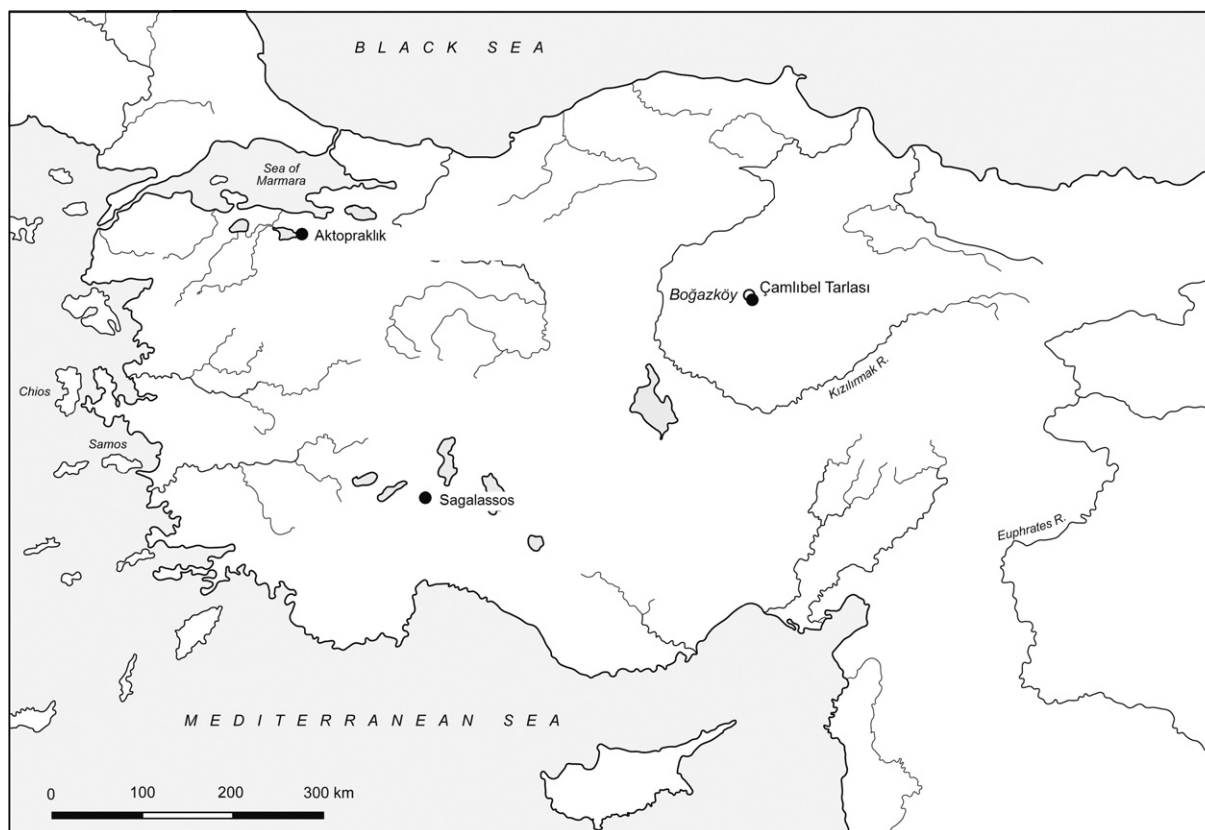 BLACK SEA
Sea of
Marmara
Aktopraklık
Boğazköy
Çamlıbel Tarlası
Kızılırmak R.
Chios
Samos
Sagalassos
Euphrates R.
MEDITERRANEAN SEA
0 100 200 300 km